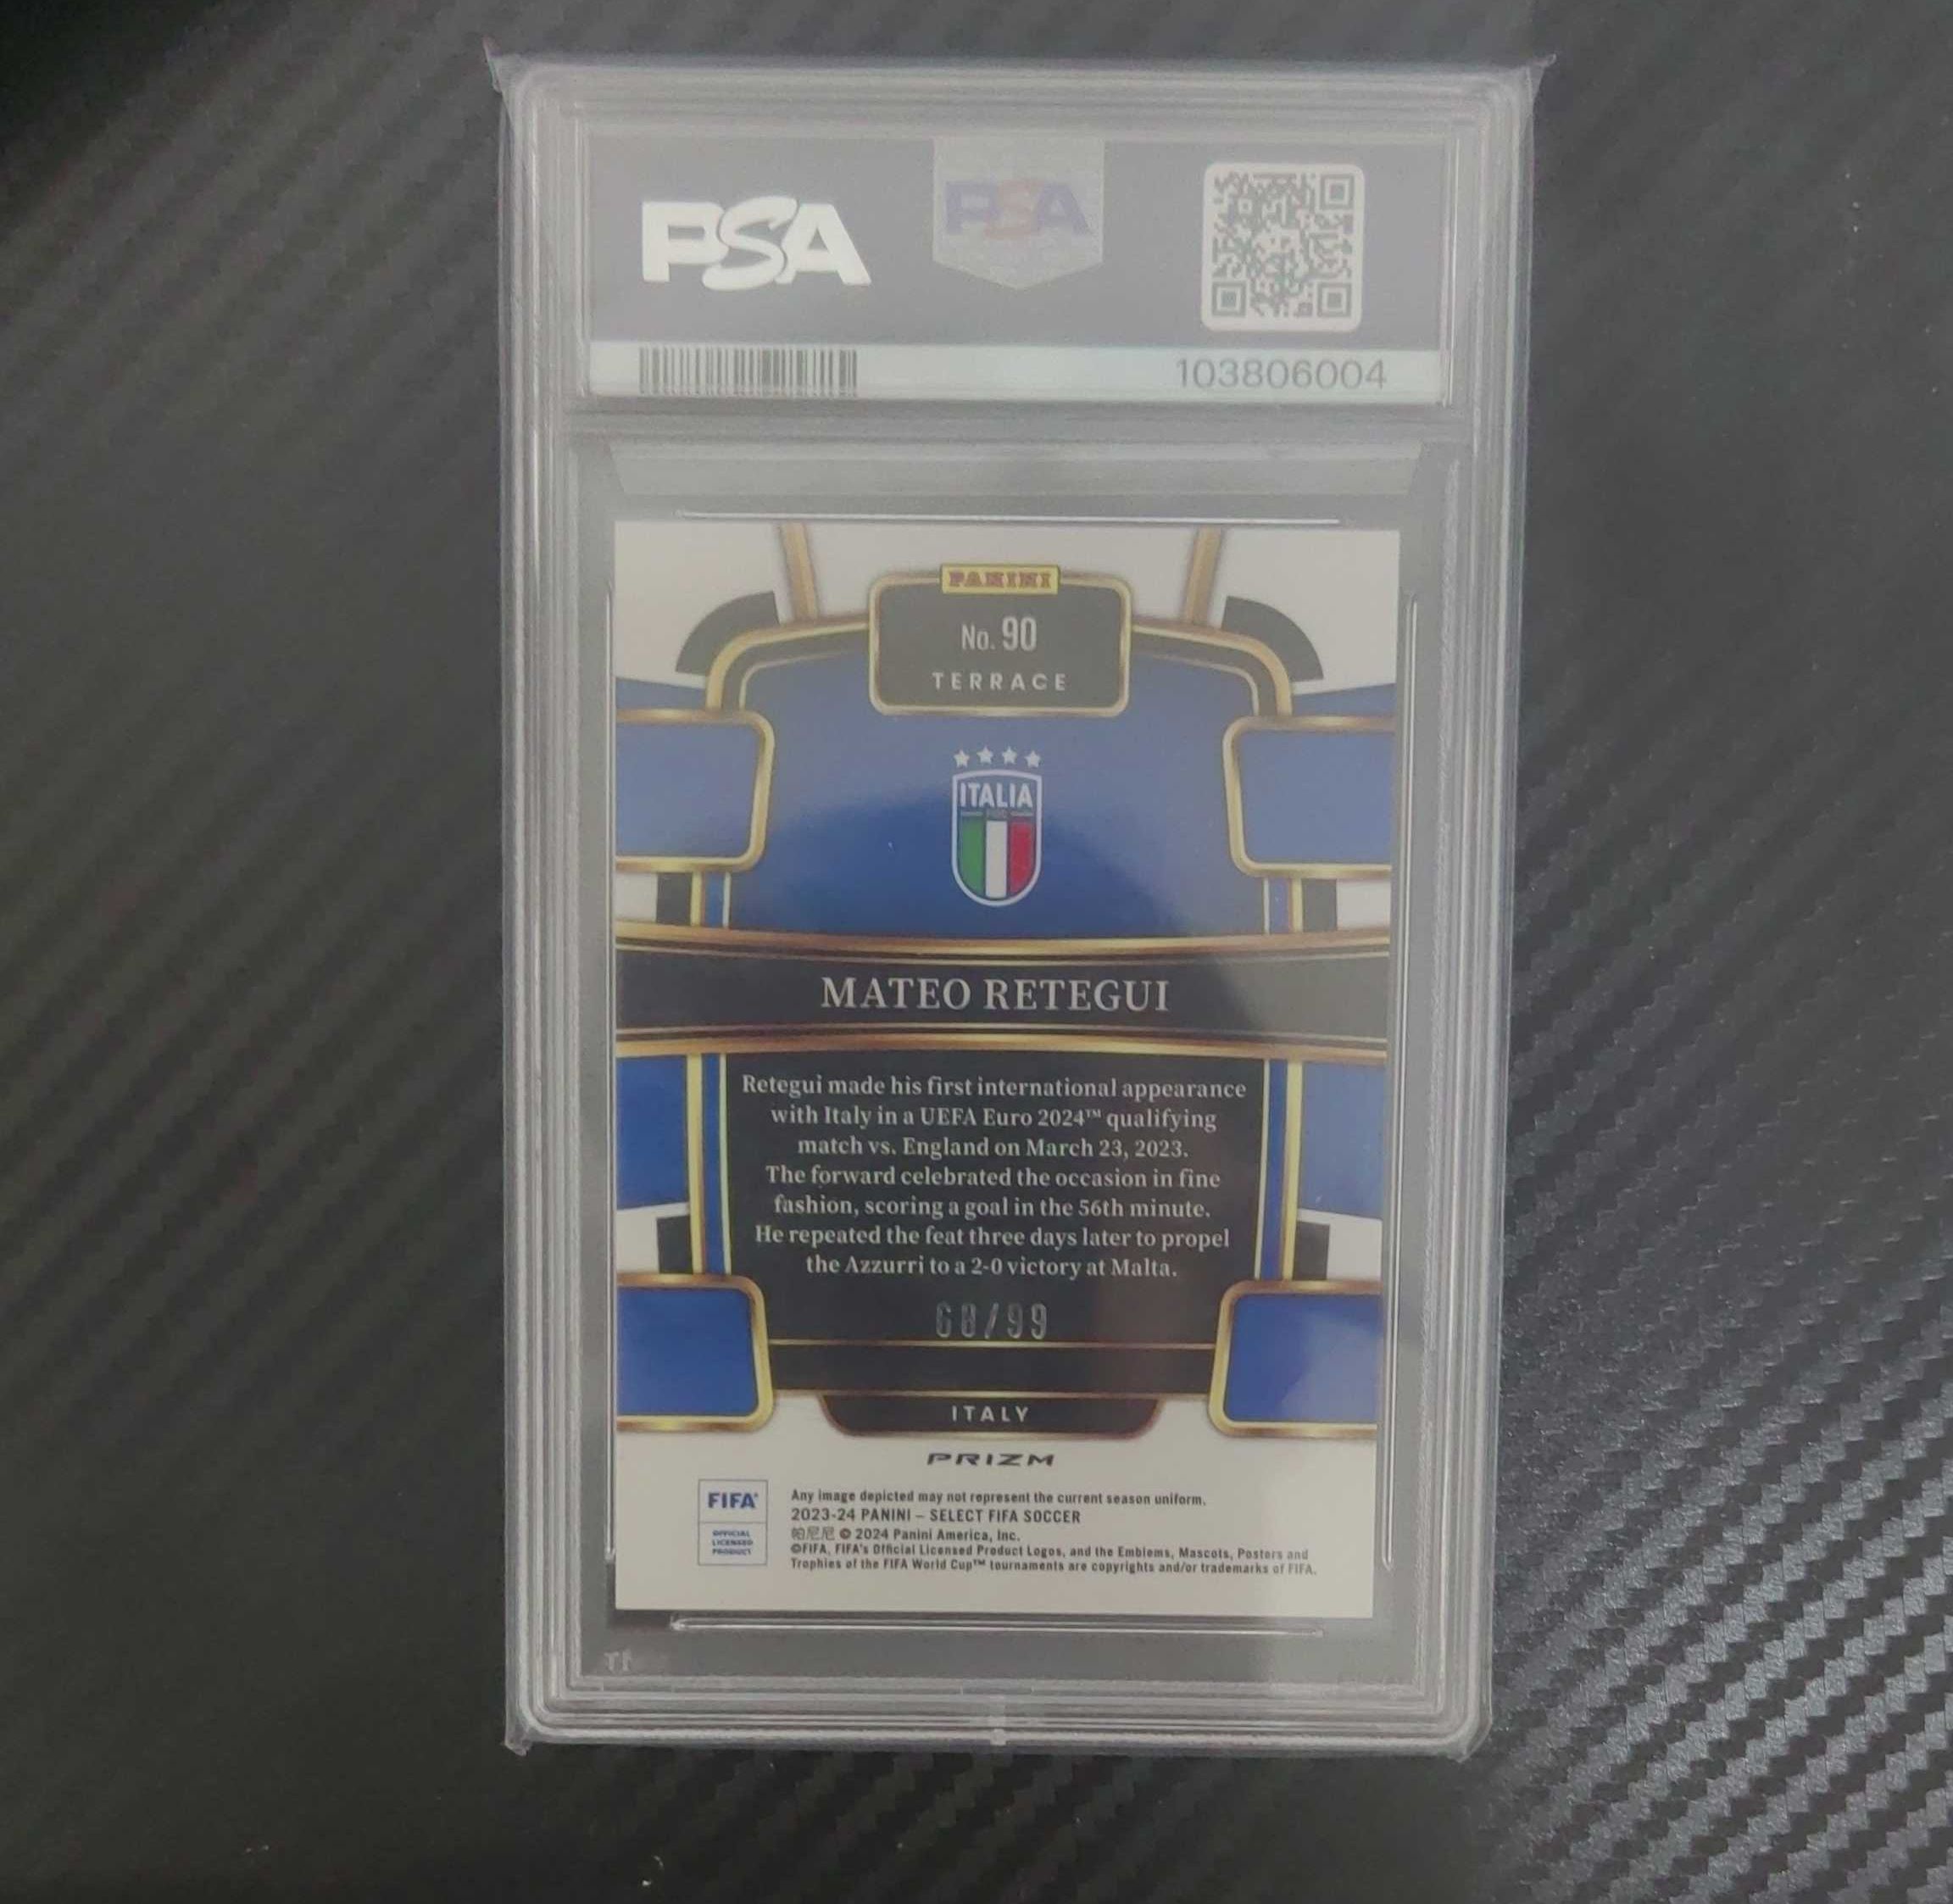 PSA
PSA
103806004
PANINI
No. 90
TERRACE
ITALIA
MATEO RETEGUI
Retegui made his first international appearance
with Italy in a UEFA Euro 2024™ qualifying
match vs. England on March 23, 2023.
The forward celebrated the occasion in fine
fashion, scoring a goal in the 56th minute.
He repeated the feat three days later to propel
the Azzurri to a 2-0 victory at Malta.
68/99
ITALY
PRIZM
FIFA®
OFFICIAL
LICENSED
PRODUCT
Any image depicted may not represent the current season uniform.
2023-24 PANINI – SELECT FIFA SOCCER
帕尼尼 © 2024 Panini America, Inc.
©FIFA, FIFA's Official Licensed Product Logos, and the Emblems, Mascots, Posters and
Trophies of the FIFA World Cup™ tournaments are copyrights and/or trademarks of FIFA.